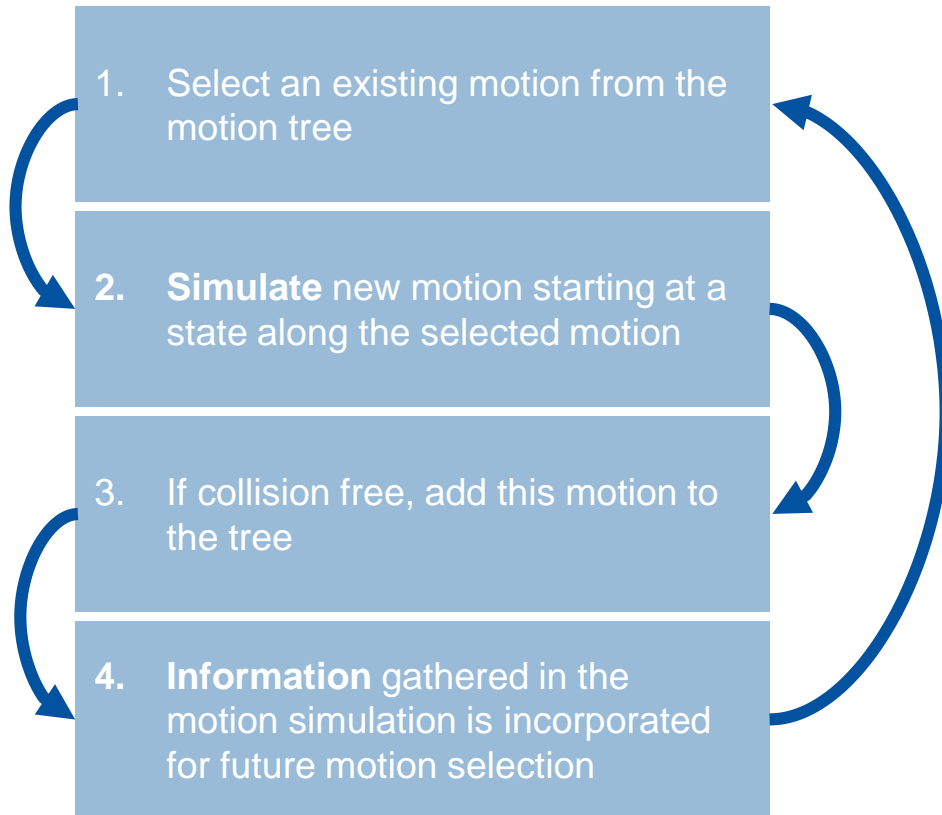 1. Select an existing motion from the
motion tree
2. Simulate new motion starting at a
state along the selected motion
3. If collision free, add this motion to
the tree
4. Information gathered in the
motion simulation is incorporated
for future motion selection